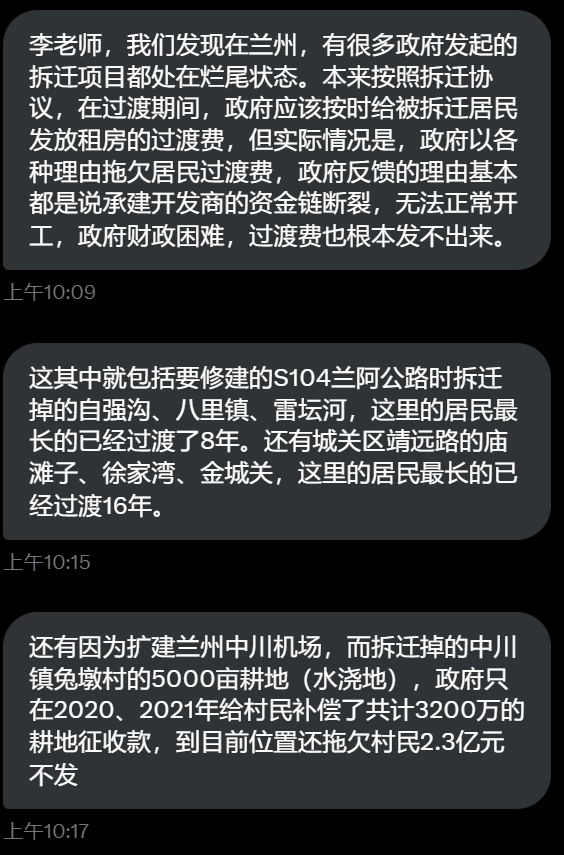 李老师，我们发现在兰州，有很多政府发起的
拆迁项目都处在烂尾状态。本来按照拆迁协
议，在过渡期间，政府应该按时给被拆迁居民
发放租房的过渡费，但实际情况是，政府以各
种理由拖欠居民过渡费，政府反馈的理由基本
都是说承建开发商的资金链断裂，无法正常开
工，政府财政困难，过渡费也根本发不出来。
上午10:09
这其中就包括要修建的S104兰阿公路时拆迁
掉的自强沟、八里镇、雷坛河，这里的居民最
长的已经过渡了8年。还有城关区靖远路的庙
滩子、徐家湾、金城关，这里的居民最长的已
经过渡16年。
上午10:15
还有因为扩建兰州中川机场，而拆迁掉的中川
镇兔墩村的5000亩耕地（水浇地），政府只
在2020、2021年给村民补偿了共计3200万的
耕地征收款，到目前位置还拖欠村民2.3亿元
不发
上午10:17